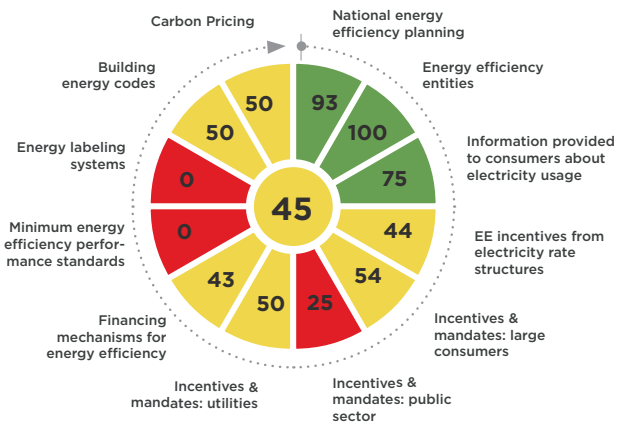 Carbon Pricing
National energy
efficiency planning
Building
energy codes
Energy efficiency
entities
Energy labeling
systems
Information provided
to consumers about
electricity usage
Minimum energy
efficiency perfor-
mance standards
EE incentives from
electricity rate
structures
Financing
mechanisms for
energy efficiency
Incentives &
mandates: large
consumers
Incentives &
mandates: utilities
Incentives &
mandates: public
sector
50
93
50
100
0
75
45
0
44
43
54
50
25